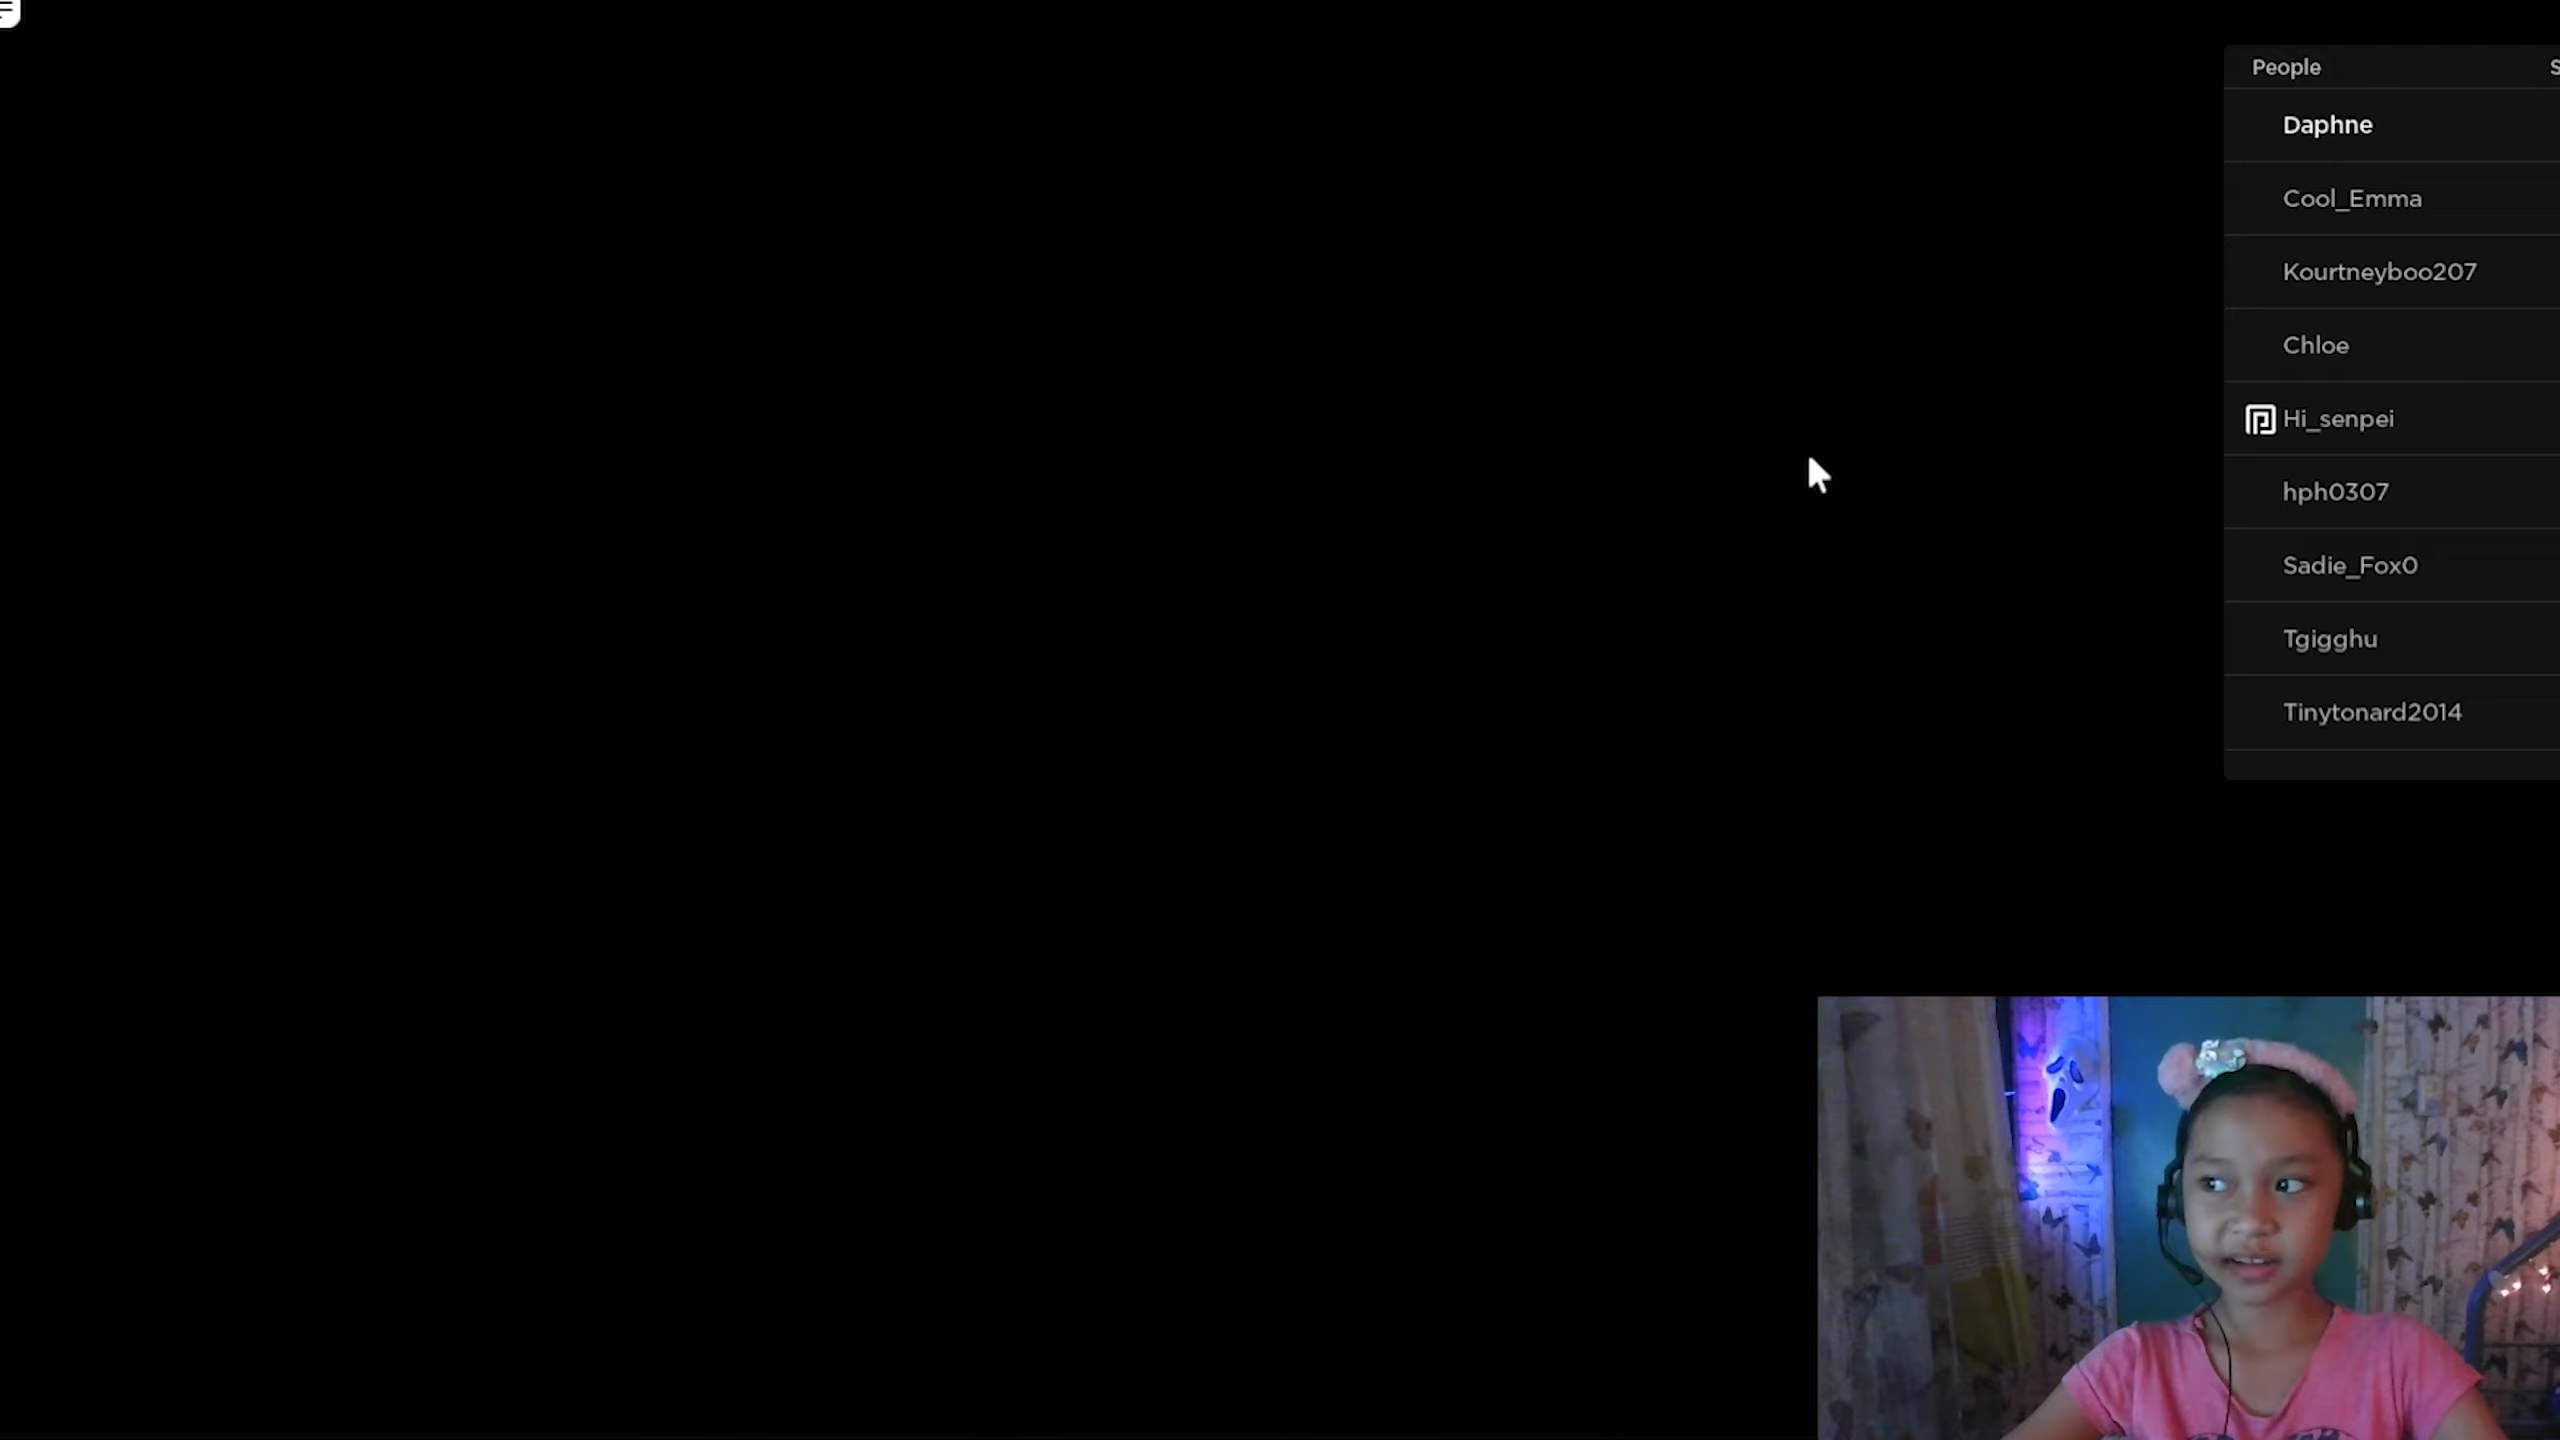 People
Daphne
Cool_Emma
Kourtneyboo207
Chloe
Hi_senpei
hph0307
Sadie_Fox0
Tgigghu
Tinytonard2014